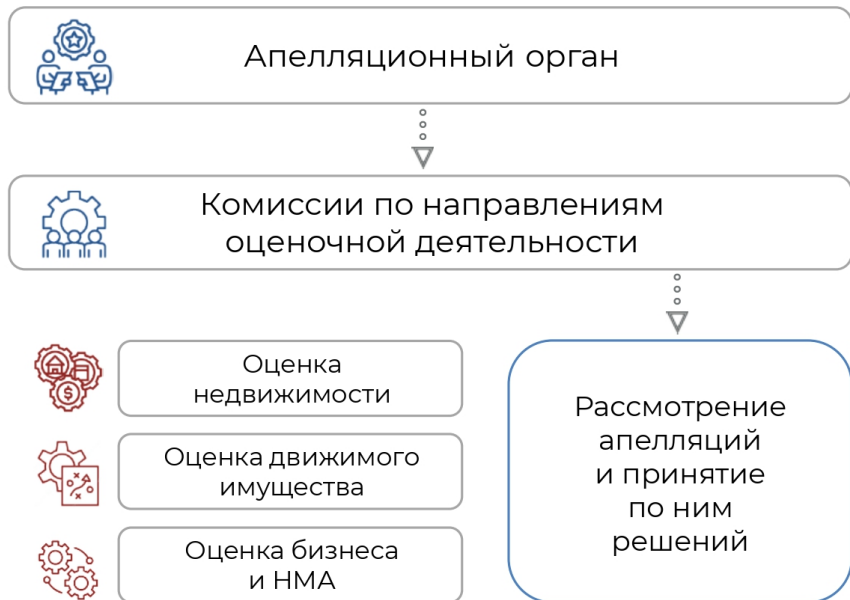 Апелляционный орган
Комиссии по направлениям
оценочной деятельности
Оценка
недвижимости
Оценка движимого
имущества
Оценка бизнеса
и НМА
Рассмотрение
апелляций
и принятие
по ним
решений